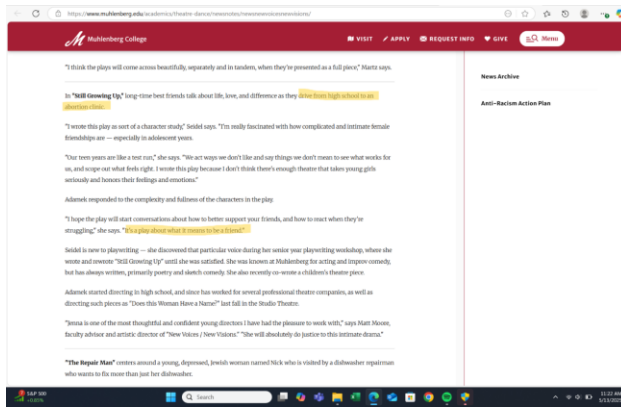 https://www.muhlenberg.edu/academics/theatre-dance/newsnotes/newsnewvoicesnewvisions/
Muhlenberg College
VISIT
APPLY
REQUEST INFO
GIVE
Menu
"I think the plays will come across beautifully, separately and in tandem, when they're presented as a full piece," Martz says.
News Archive
Anti-Racism Action Plan
In "Still Growing Up," long-time best friends talk about life, love, and difference as they drive from high school to an
abortion clinic.
"I wrote this play as sort of a character study," Seidel says. "I'm really fascinated with how complicated and intimate female
friendships are — especially in adolescent years.
"Our teen years are like a test run," she says. "We act ways we don't like and say things we don't mean to see what works for
us, and scope out what feels right. I wrote this play because I don't think there's enough theatre that takes young girls
seriously and honors their feelings and emotions."
Adamek responded to the complexity and fullness of the characters in the play.
"I hope the play will start conversations about how to better support your friends, and how to react when they're
struggling," she says. "It's a play about what it means to be a friend."
Seidel is new to playwriting — she discovered that particular voice during her senior year playwriting workshop, where she
wrote and rewrote "Still Growing Up" until she was satisfied. She was known at Muhlenberg for acting and improv comedy,
but has always written, primarily poetry and sketch comedy. She also recently co-wrote a children's theatre piece.
Adamek started directing in high school, and since has worked for several professional theatre companies, as well as
directing such pieces as "Does this Woman Have a Name?" last fall in the Studio Theatre.
"Jenna is one of the most thoughtful and confident young directors I have had the pleasure to work with," says Matt Moore,
faculty advisor and artistic director of "New Voices / New Visions." "She will absolutely do justice to this intimate drama."
"The Repair Man" centers around a young, depressed, Jewish woman named Nick who is visited by a dishwasher repairman
who wants to fix more than just her dishwasher.
S&P 500
+0.01%
Search
11:22 AM